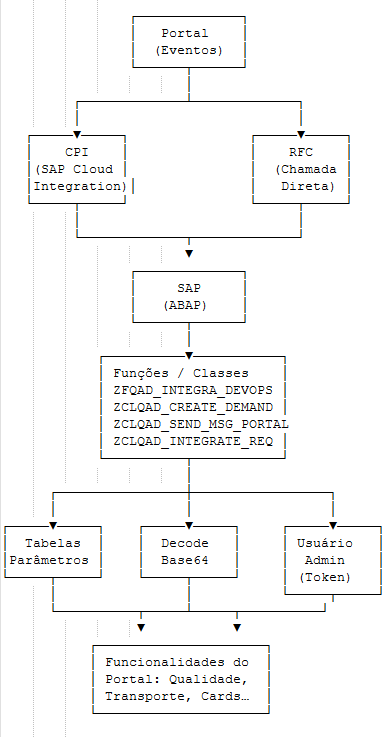 Portal
(Eventos)
CPI
(SAP Cloud
Integration)
RFC
(Chamada
Direta)
SAP
(ABAP)
Funções / Classes
ZFQAD_INTEGRA_DEVOPS
ZCLQAD_CREATE_DEMAND
ZCLQAD_SEND_MSG_PORTAL
ZCLQAD_INTEGRATE_REQ
Tabelas
Parâmetros
Decode
Base64
Usuário
Admin
(Token)
Funcionalidades do
Portal: Qualidade,
Transporte, Cards…